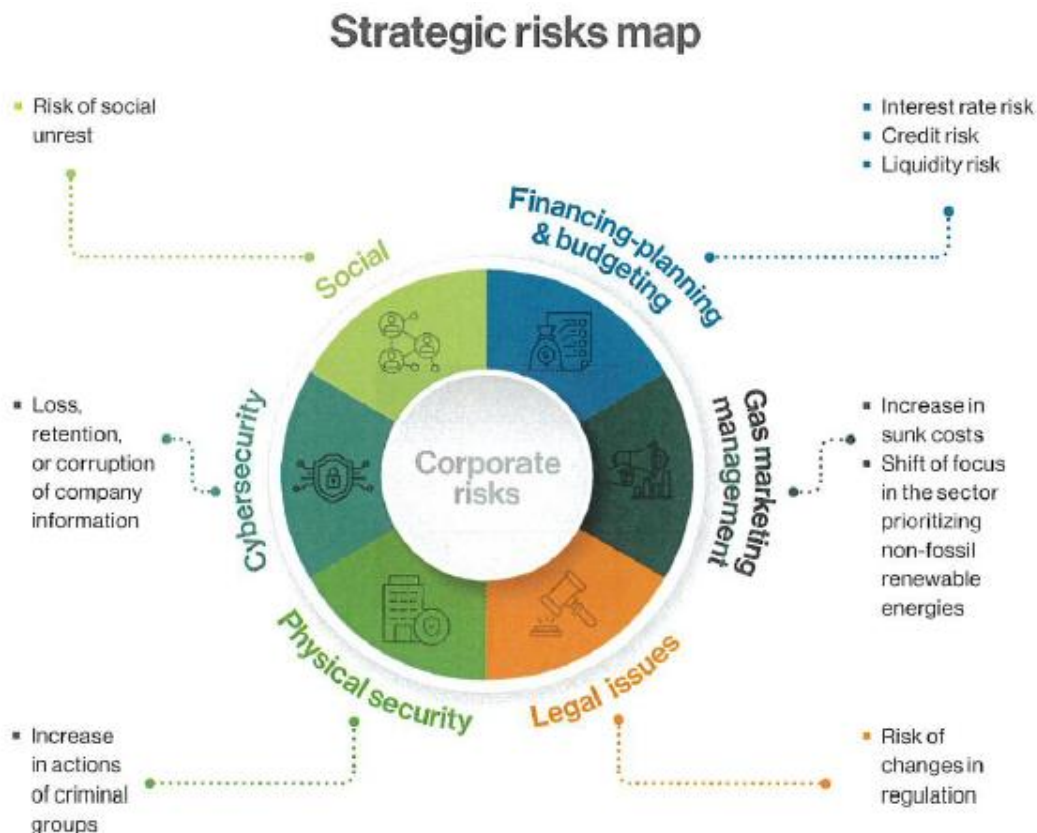 Strategic risks map
Risk of social
unrest
Interest rate risk
Credit risk
Liquidity risk
Social
Financing-planning
& budgeting
Loss,
retention,
or corruption
of company
information
Cybersecurity
Corporate
risks
Gas marketing
management
Increase in
sunk costs
Shift of focus
in the sector
prioritizing
non-fossil
renewable
energies
Physical security
Legal issues
Increase
in actions
of criminal
groups
Risk of
changes in
regulation